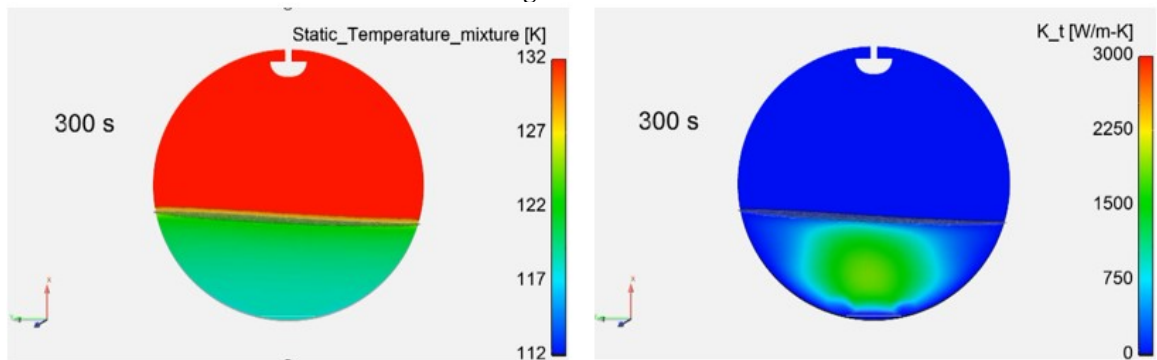 Static_Temperature_mixture [K]
132
300 s
127
122
117
112
K_t [W/m-K]
3000
300 s
2250
1500
750
0